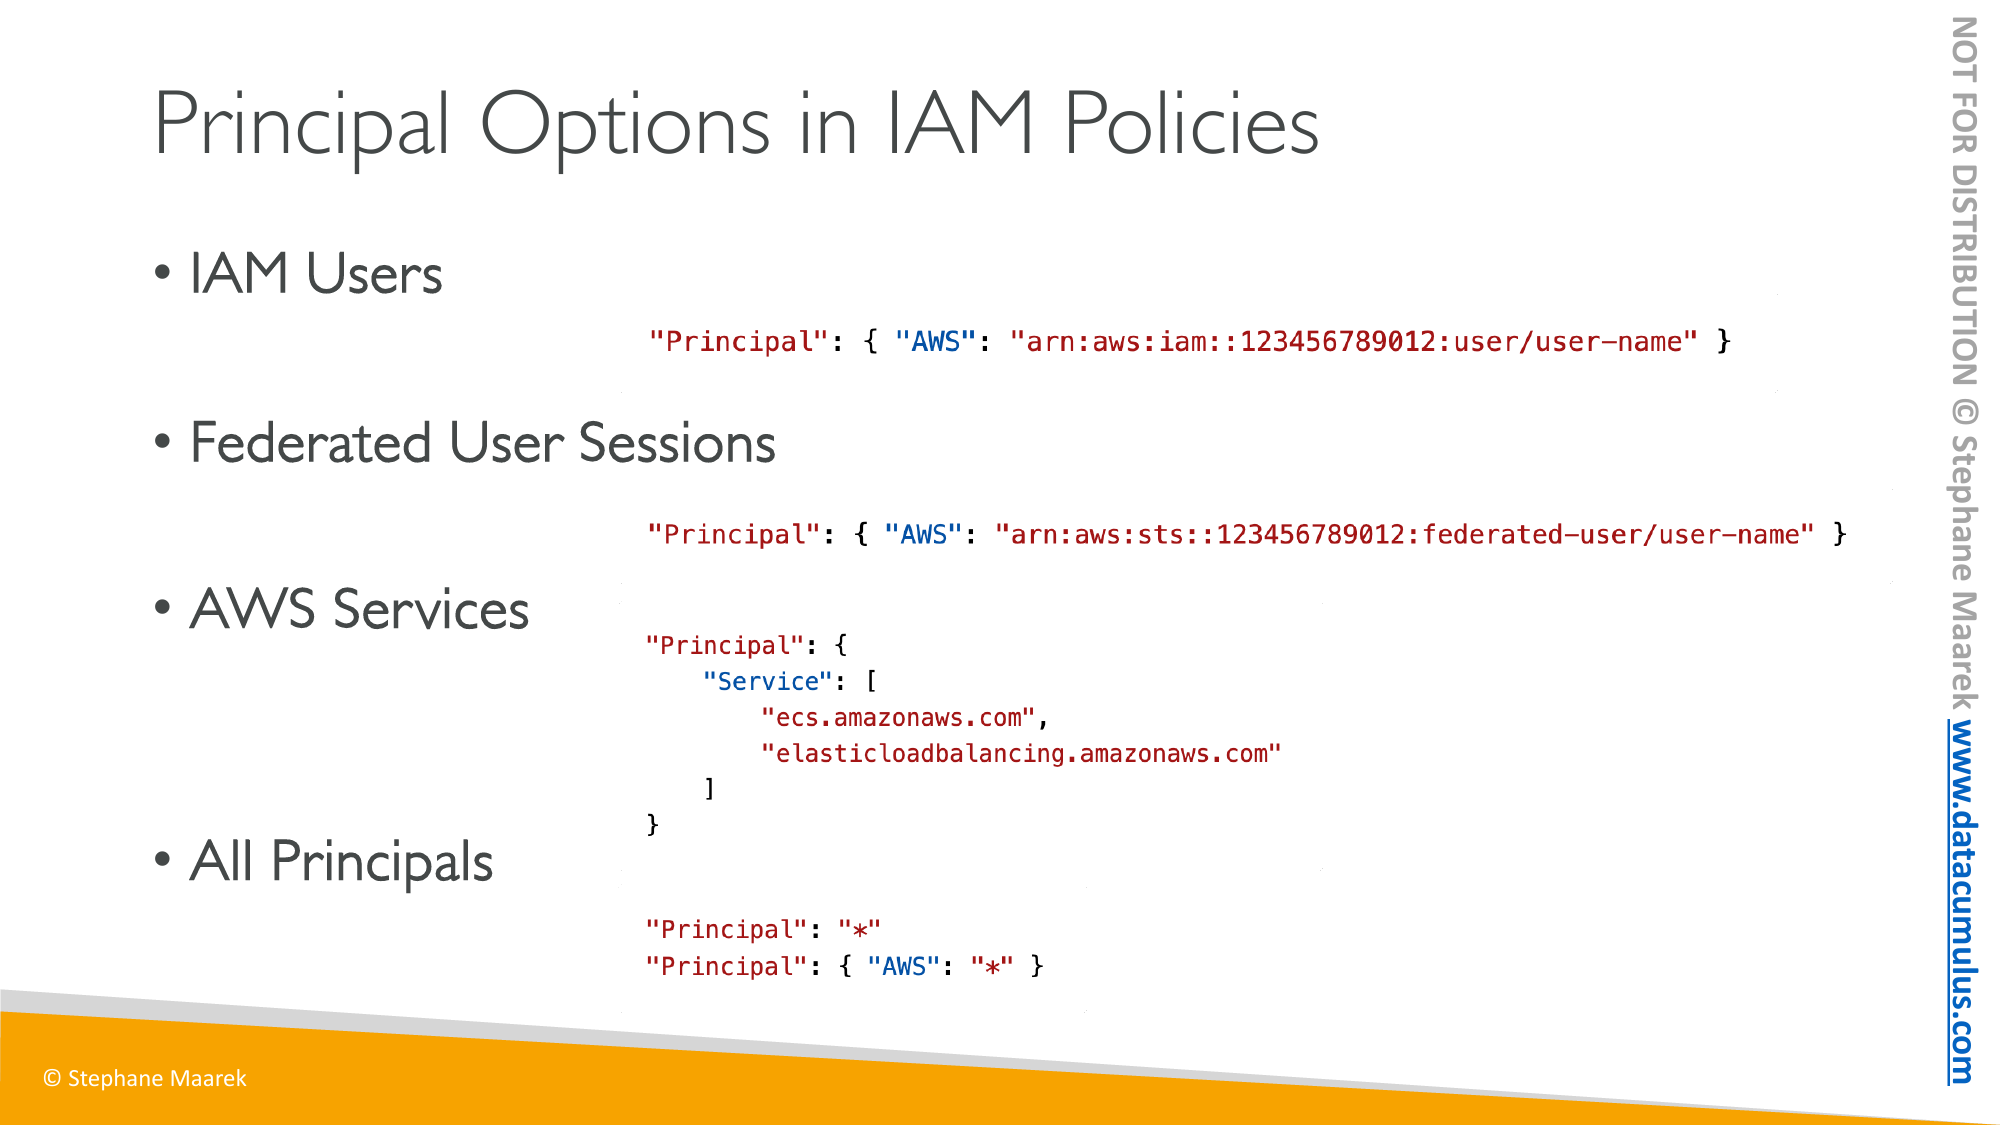 Principal Options in IAM Policies
• IAM Users
"Principal": { "AWS": "arn:aws:iam::123456789012:user/user-name" }
• Federated User Sessions
"Principal": { "AWS": "arn:aws:sts::123456789012:federated-user/user-name" }
• AWS Services
"Principal": {
"Service": [
"ecs.amazonaws.com",
"elasticloadbalancing.amazonaws.com"
]
}
• All Principals
"Principal": "*"
"Principal": { "AWS": "*" }
© Stephane Maarek
NOT FOR DISTRIBUTION © Stephane Maarek www.datacumulus.com